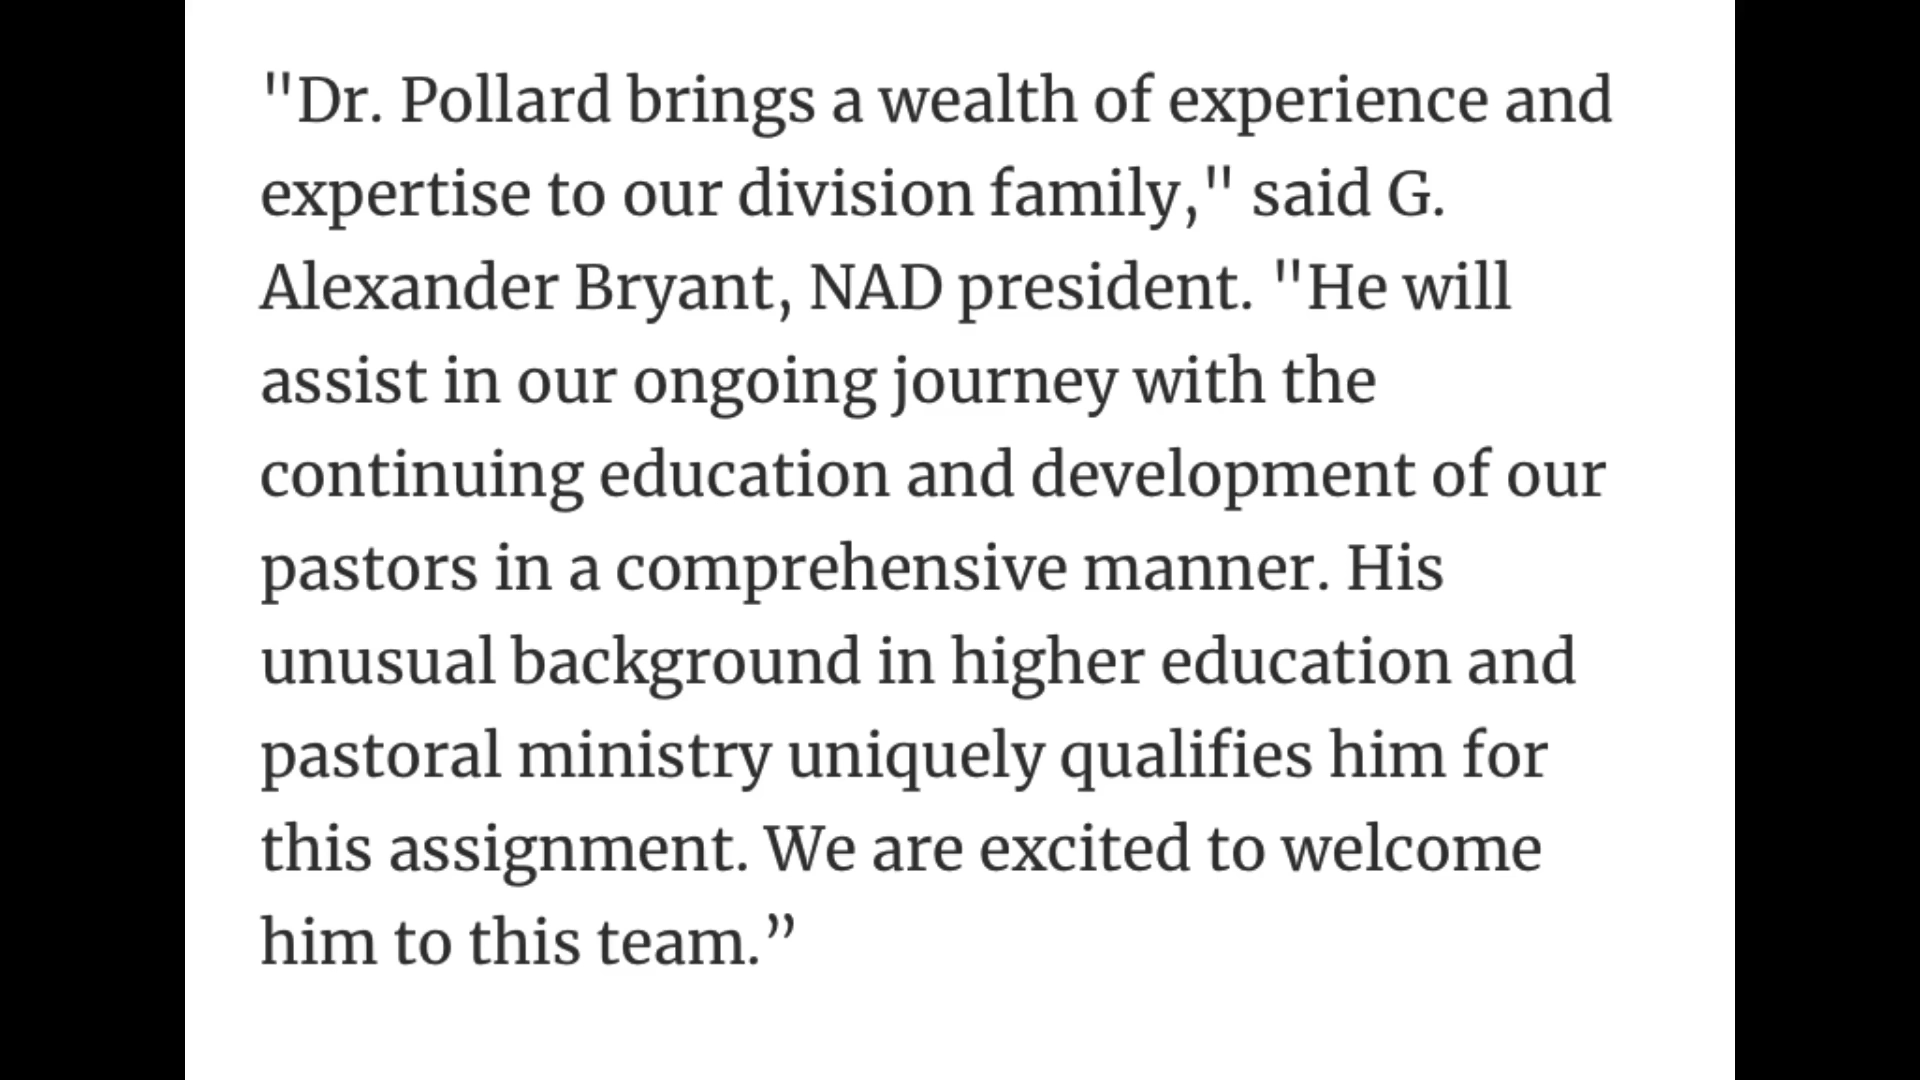 "Dr. Pollard brings a wealth of experience and
expertise to our division family," said G.
Alexander Bryant, NAD president. "He will
assist in our ongoing journey with the
continuing education and development of our
pastors in a comprehensive manner. His
unusual background in higher education and
pastoral ministry uniquely qualifies him for
this assignment. We are excited to welcome
him to this team.”